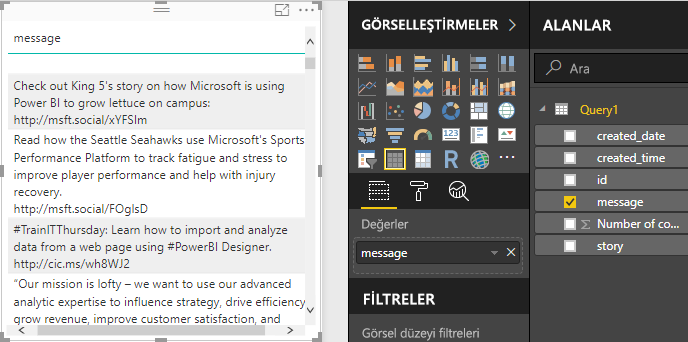 message
Check out King 5's story on how Microsoft is using
Power BI to grow lettuce on campus:
http://msft.social/xYFSIm
Read how the Seattle Seahawks use Microsoft's Sports
Performance Platform to track fatigue and stress to
improve player performance and help with injury
recovery.
http://msft.social/FOgIsD
#TrainITThursday: Learn how to import and analyze
data from a web page using #PowerBI Designer.
http://cic.ms/wh8WJ2
“Our mission is lofty – we want to use our advanced
analytic expertise to influence strategy, drive efficiency
grow revenue, improve customer satisfaction, and
GÖRSELLEŞTİRMELER
123
R
Değerler
message
FİLTRELER
Görsel düzeyi filtreleri
ALANLAR
Ara
Query1
created_date
created_time
id
message
Σ Number of co...
story